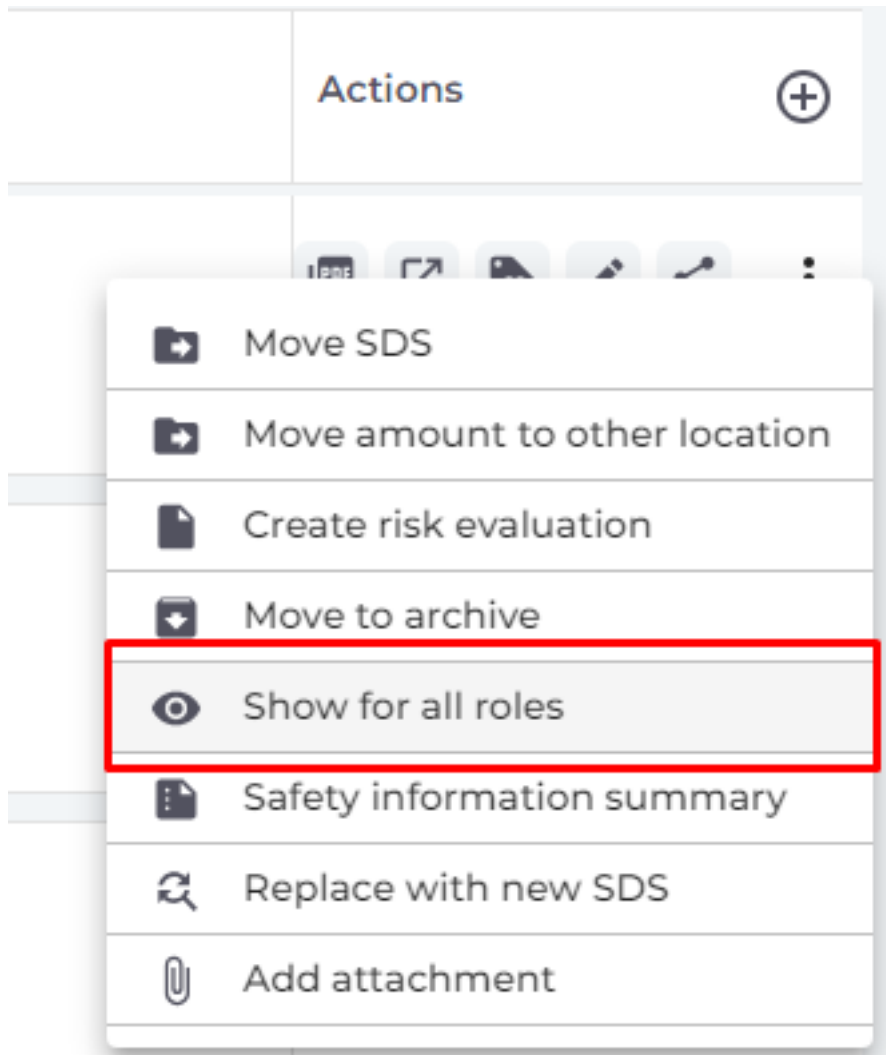 Actions
PDF
Move SDS
Move amount to other location
Create risk evaluation
Move to archive
Show for all roles
Safety information summary
Replace with new SDS
Add attachment